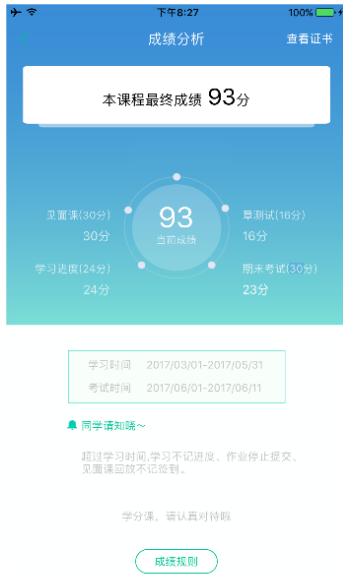 下午8:27
100%
成绩分析
查看证书
本课程最终成绩 93分
见面课(30分)
30分
章测试(16分)
16分
93
当前成绩
学习进度(24分)
24分
期末考试(30分)
23分
学习时间 2017/03/01-2017/05/31
考试时间 2017/06/01-2017/06/11
同学请知晓~
超过学习时间,学习不记进度、作业停止提交、
见面课回放不记签到。
学分课，请认真对待哦
成绩规则